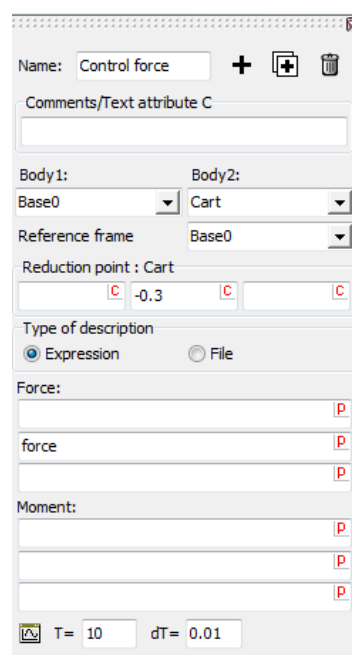 Name: Control force
Comments/Text attribute C
Body1: Body2:
Base0 Cart
Reference frame Base0
Reduction point : Cart
C -0.3 C C
Type of description
Expression File
Force:
P
force P
P
Moment:
P
P
P
T= 10 dT= 0.01